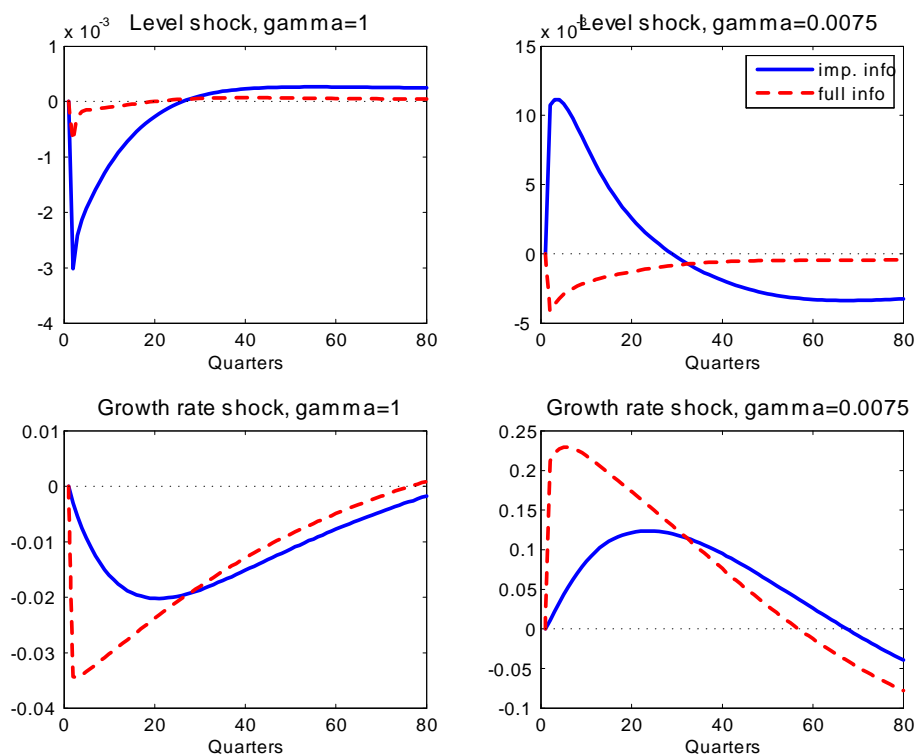 Level shock, gamma=1
x 10^-3
1
0
-1
-2
-3
-4
0 20 40 60 80
Quarters
Level shock, gamma=0.0075
x 10^-3
15
10
5
0
-5
imp. info
full info
0 20 40 60 80
Quarters
Growth rate shock, gamma=1
0.01
0
-0.01
-0.02
-0.03
-0.04
0 20 40 60 80
Quarters
Growth rate shock, gamma=0.0075
0.25
0.2
0.15
0.1
0.05
0
-0.05
-0.1
0 20 40 60 80
Quarters